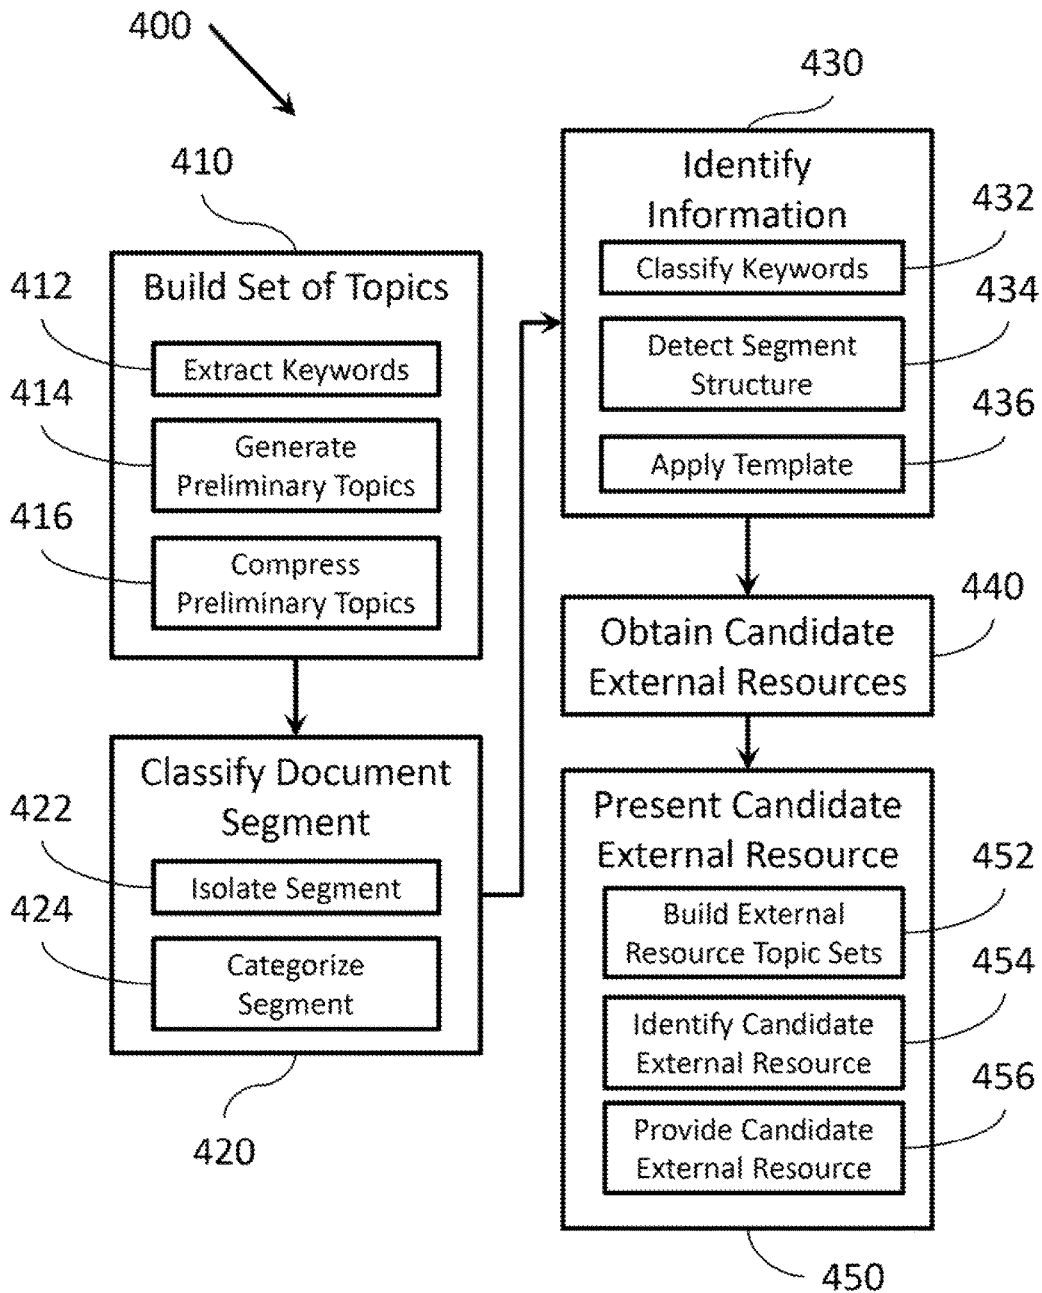 400
410
Build Set of Topics
412
Extract Keywords
414
Generate
Preliminary Topics
416
Compress
Preliminary Topics
Classify Document
Segment
422
Isolate Segment
424
Categorize
Segment
420
430
Identify
Information
432
Classify Keywords
434
Detect Segment
Structure
436
Apply Template
440
Obtain Candidate
External Resources
Present Candidate
External Resource
452
Build External
Resource Topic Sets
454
Identify Candidate
External Resource
456
Provide Candidate
External Resource
450